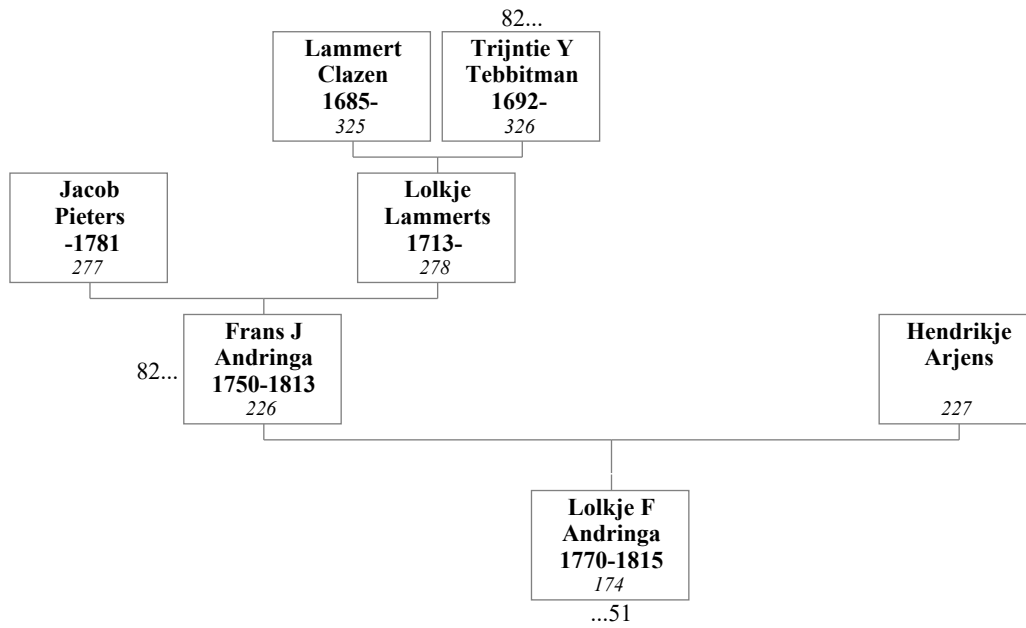 82...
Lammert
Clazen
1685-
325
Trijntie Y
Tebbitman
1692-
326
Jacob
Pieters
-1781
277
Lolkje
Lammerts
1713-
278
82...
Frans J
Andringa
1750-1813
226
Hendrikje
Arjens
227
Lolkje F
Andringa
1770-1815
174
...51